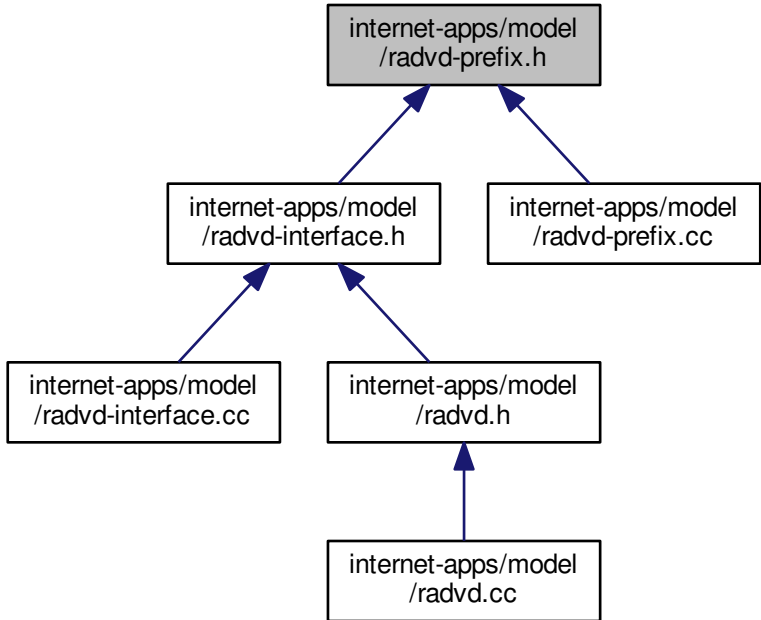 internet-apps/model
/radvd-prefix.h
internet-apps/model
/radvd-interface.h
internet-apps/model
/radvd-prefix.cc
internet-apps/model
/radvd-interface.cc
internet-apps/model
/radvd.h
internet-apps/model
/radvd.cc